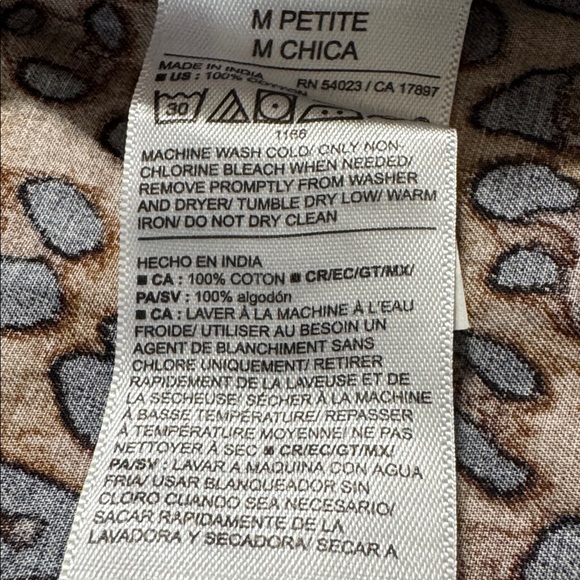 M PETITE
M CHICA
MADE IN INDIA
■ US : 100% COTTON RN 54023 / CA 17897
30
1166
MACHINE WASH COLD/ ONLY NON-
CHLORINE BLEACH WHEN NEEDED/
REMOVE PROMPTLY FROM WASHER
AND DRYER/ TUMBLE DRY LOW/ WARM
IRON/ DO NOT DRY CLEAN
HECHO EN INDIA
■ CA : 100% COTON ■ CR/EC/GT/MX/
PA/SV : 100% algodón
■ CA : LAVER À LA MACHINE À L'EAU
FROIDE/ UTILISER AU BESOIN UN
AGENT DE BLANCHIMENT SANS
CHLORE UNIQUEMENT/ RETIRER
RAPIDEMENT DE LA LAVEUSE ET DE
LA SÉCHEUSE/ SÉCHER À LA MACHINE
À BASSE TEMPÉRATURE/ REPASSER
À TEMPÉRATURE MOYENNE/ NE PAS
NETTOYER À SEC ■ CR/EC/GT/MX/
PA/SV : LAVAR A MAQUINA CON AGUA
FRIA/ USAR BLANQUEADOR SIN
CLORO CUANDO SEA NECESARIO/
SACAR RAPIDAMENTE DE LA
LAVADORA Y SECADORA/ SECAR A